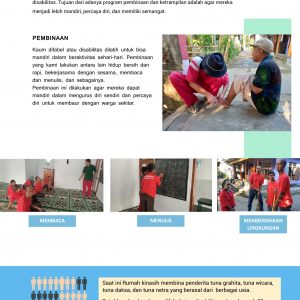 disabilitas. Tujuan dari adanya program pembinaan dan ketrampilan adalah agar mereka
menjadi lebih mandiri, percaya diri, dan memiliki semangat.
PEMBINAAN
Kaum difabel atau disabilitas dilatih untuk bisa
mandiri dalam beraktivitas sehari-hari. Pembinaan
yang kami lakukan antara lain hidup bersih dan
rapi, bekerjasama dengan sesama, membaca
dan menulis, dan sebagainya.
Pembinaan ini dilakukan agar mereka dapat
mandiri dalam mengurus diri sendiri dan percaya
diri untuk membaur dengan warga sekitar.
MEMBACA
MENULIS
MEMBERSIHKAN
LINGKUNGAN
Saat ini Rumah kinasih membina penderita tuna grahita, tuna wicara,
tuna daksa, dan tuna netra yang berasal dari berbagai usia.